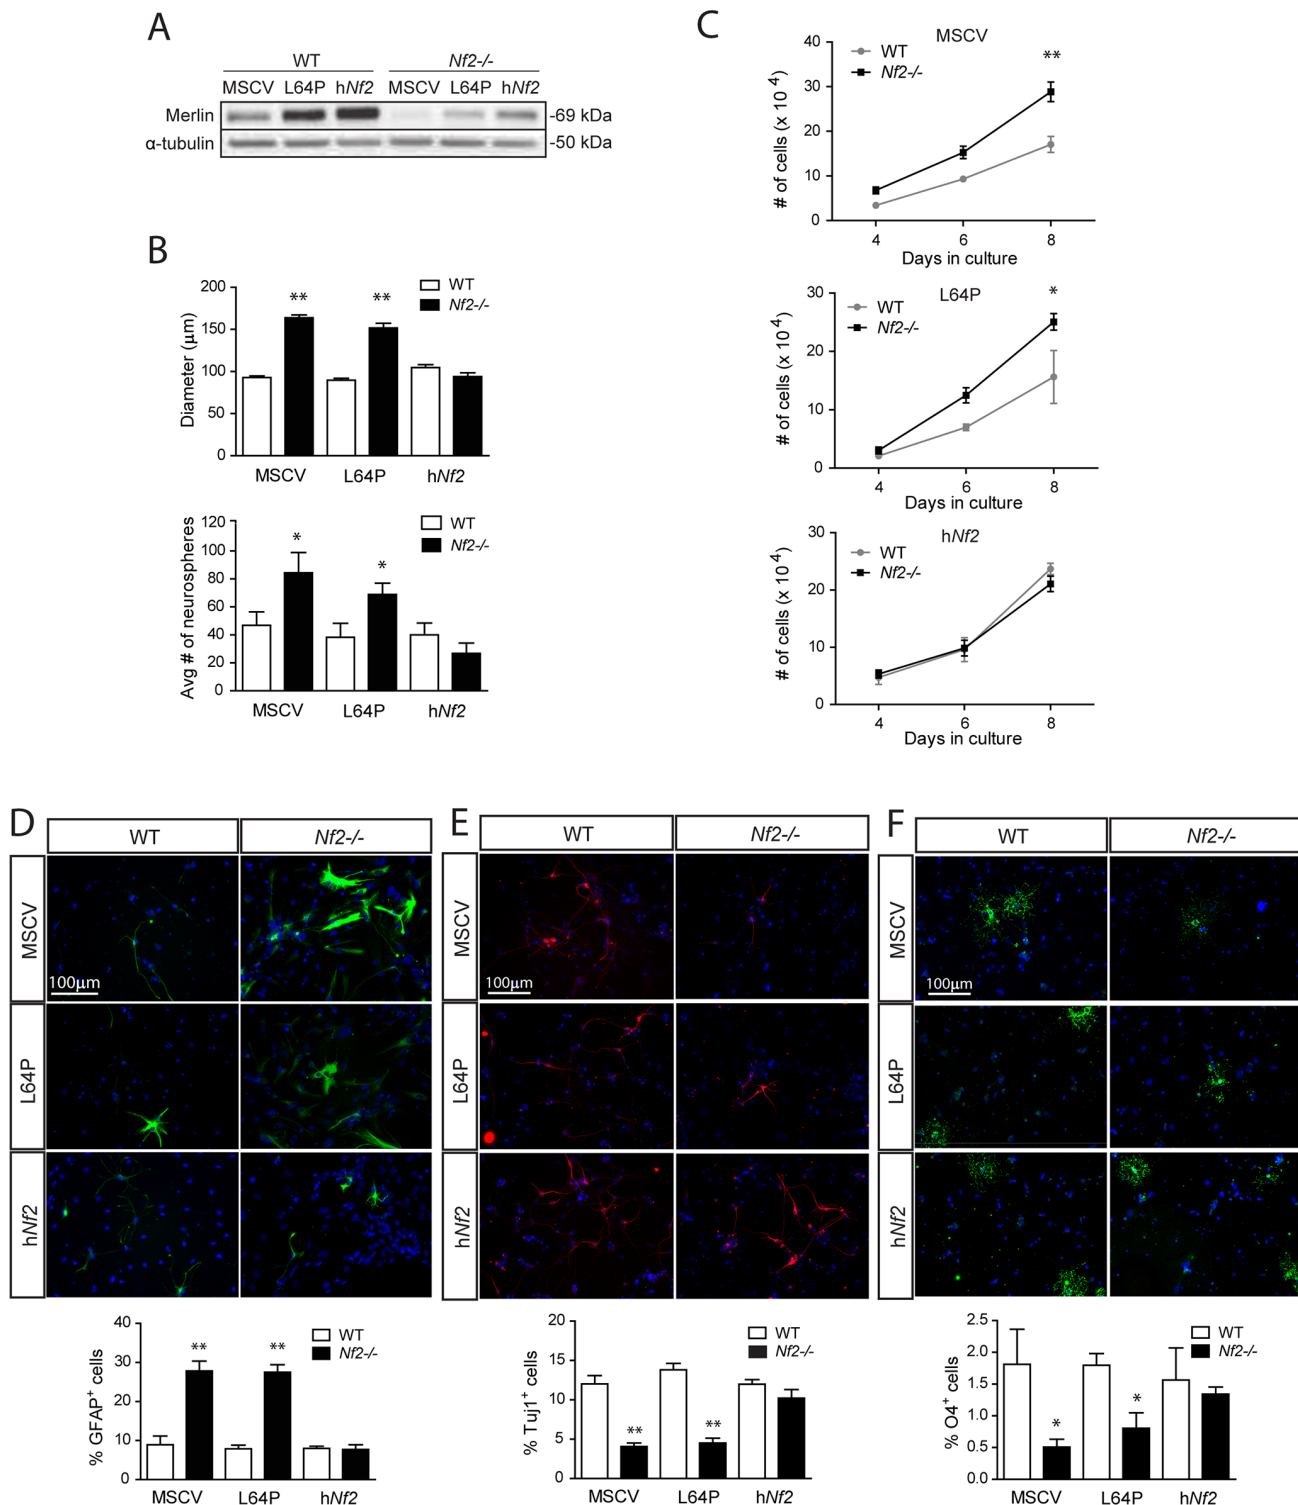 A
WT
Nf2-/-
MSCV L64P hNf2 MSCV L64P hNf2
Merlin
-69 kDa
α-tubulin
-50 kDa
B
WT
Nf2-/-
Diameter (μm)
200
150
100
50
0
**
**
MSCV
L64P
hNf2
WT
Nf2-/-
Avg # of neurospheres
120
100
80
60
40
20
0
*
*
MSCV
L64P
hNf2
C
MSCV
WT
Nf2-/-
**
# of cells (x 10 4)
40
30
20
10
0
4
6
8
Days in culture
L64P
WT
Nf2-/-
*
# of cells (x 10 4)
30
20
10
0
4
6
8
Days in culture
hNf2
WT
Nf2-/-
# of cells (x 10 4)
30
20
10
0
4
6
8
Days in culture
D
WT
Nf2-/-
MSCV
100μm
L64P
hNf2
% GFAP+ cells
40
30
20
10
0
WT
Nf2-/-
**
**
MSCV
L64P
hNf2
E
WT
Nf2-/-
MSCV
100μm
L64P
hNf2
% Tuj1+ cells
20
15
10
5
0
WT
Nf2-/-
**
**
MSCV
L64P
hNf2
F
WT
Nf2-/-
MSCV
100μm
L64P
hNf2
% O4+ cells
2.5
2.0
1.5
1.0
0.5
0.0
WT
Nf2-/-
*
*
MSCV
L64P
hNf2